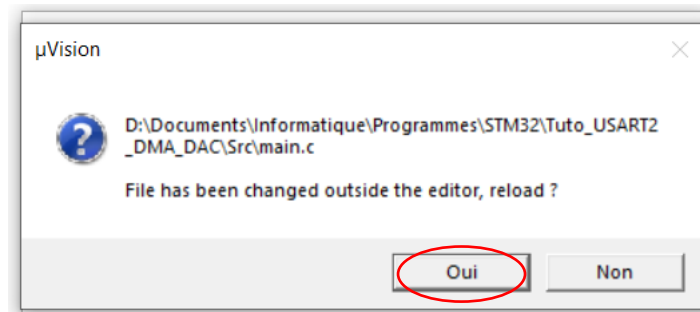 µVision
D:\Documents\Informatique\Programmes\STM32\Tuto_USART2
_DMA_DAC\Src\main.c
File has been changed outside the editor, reload ?
Oui
Non